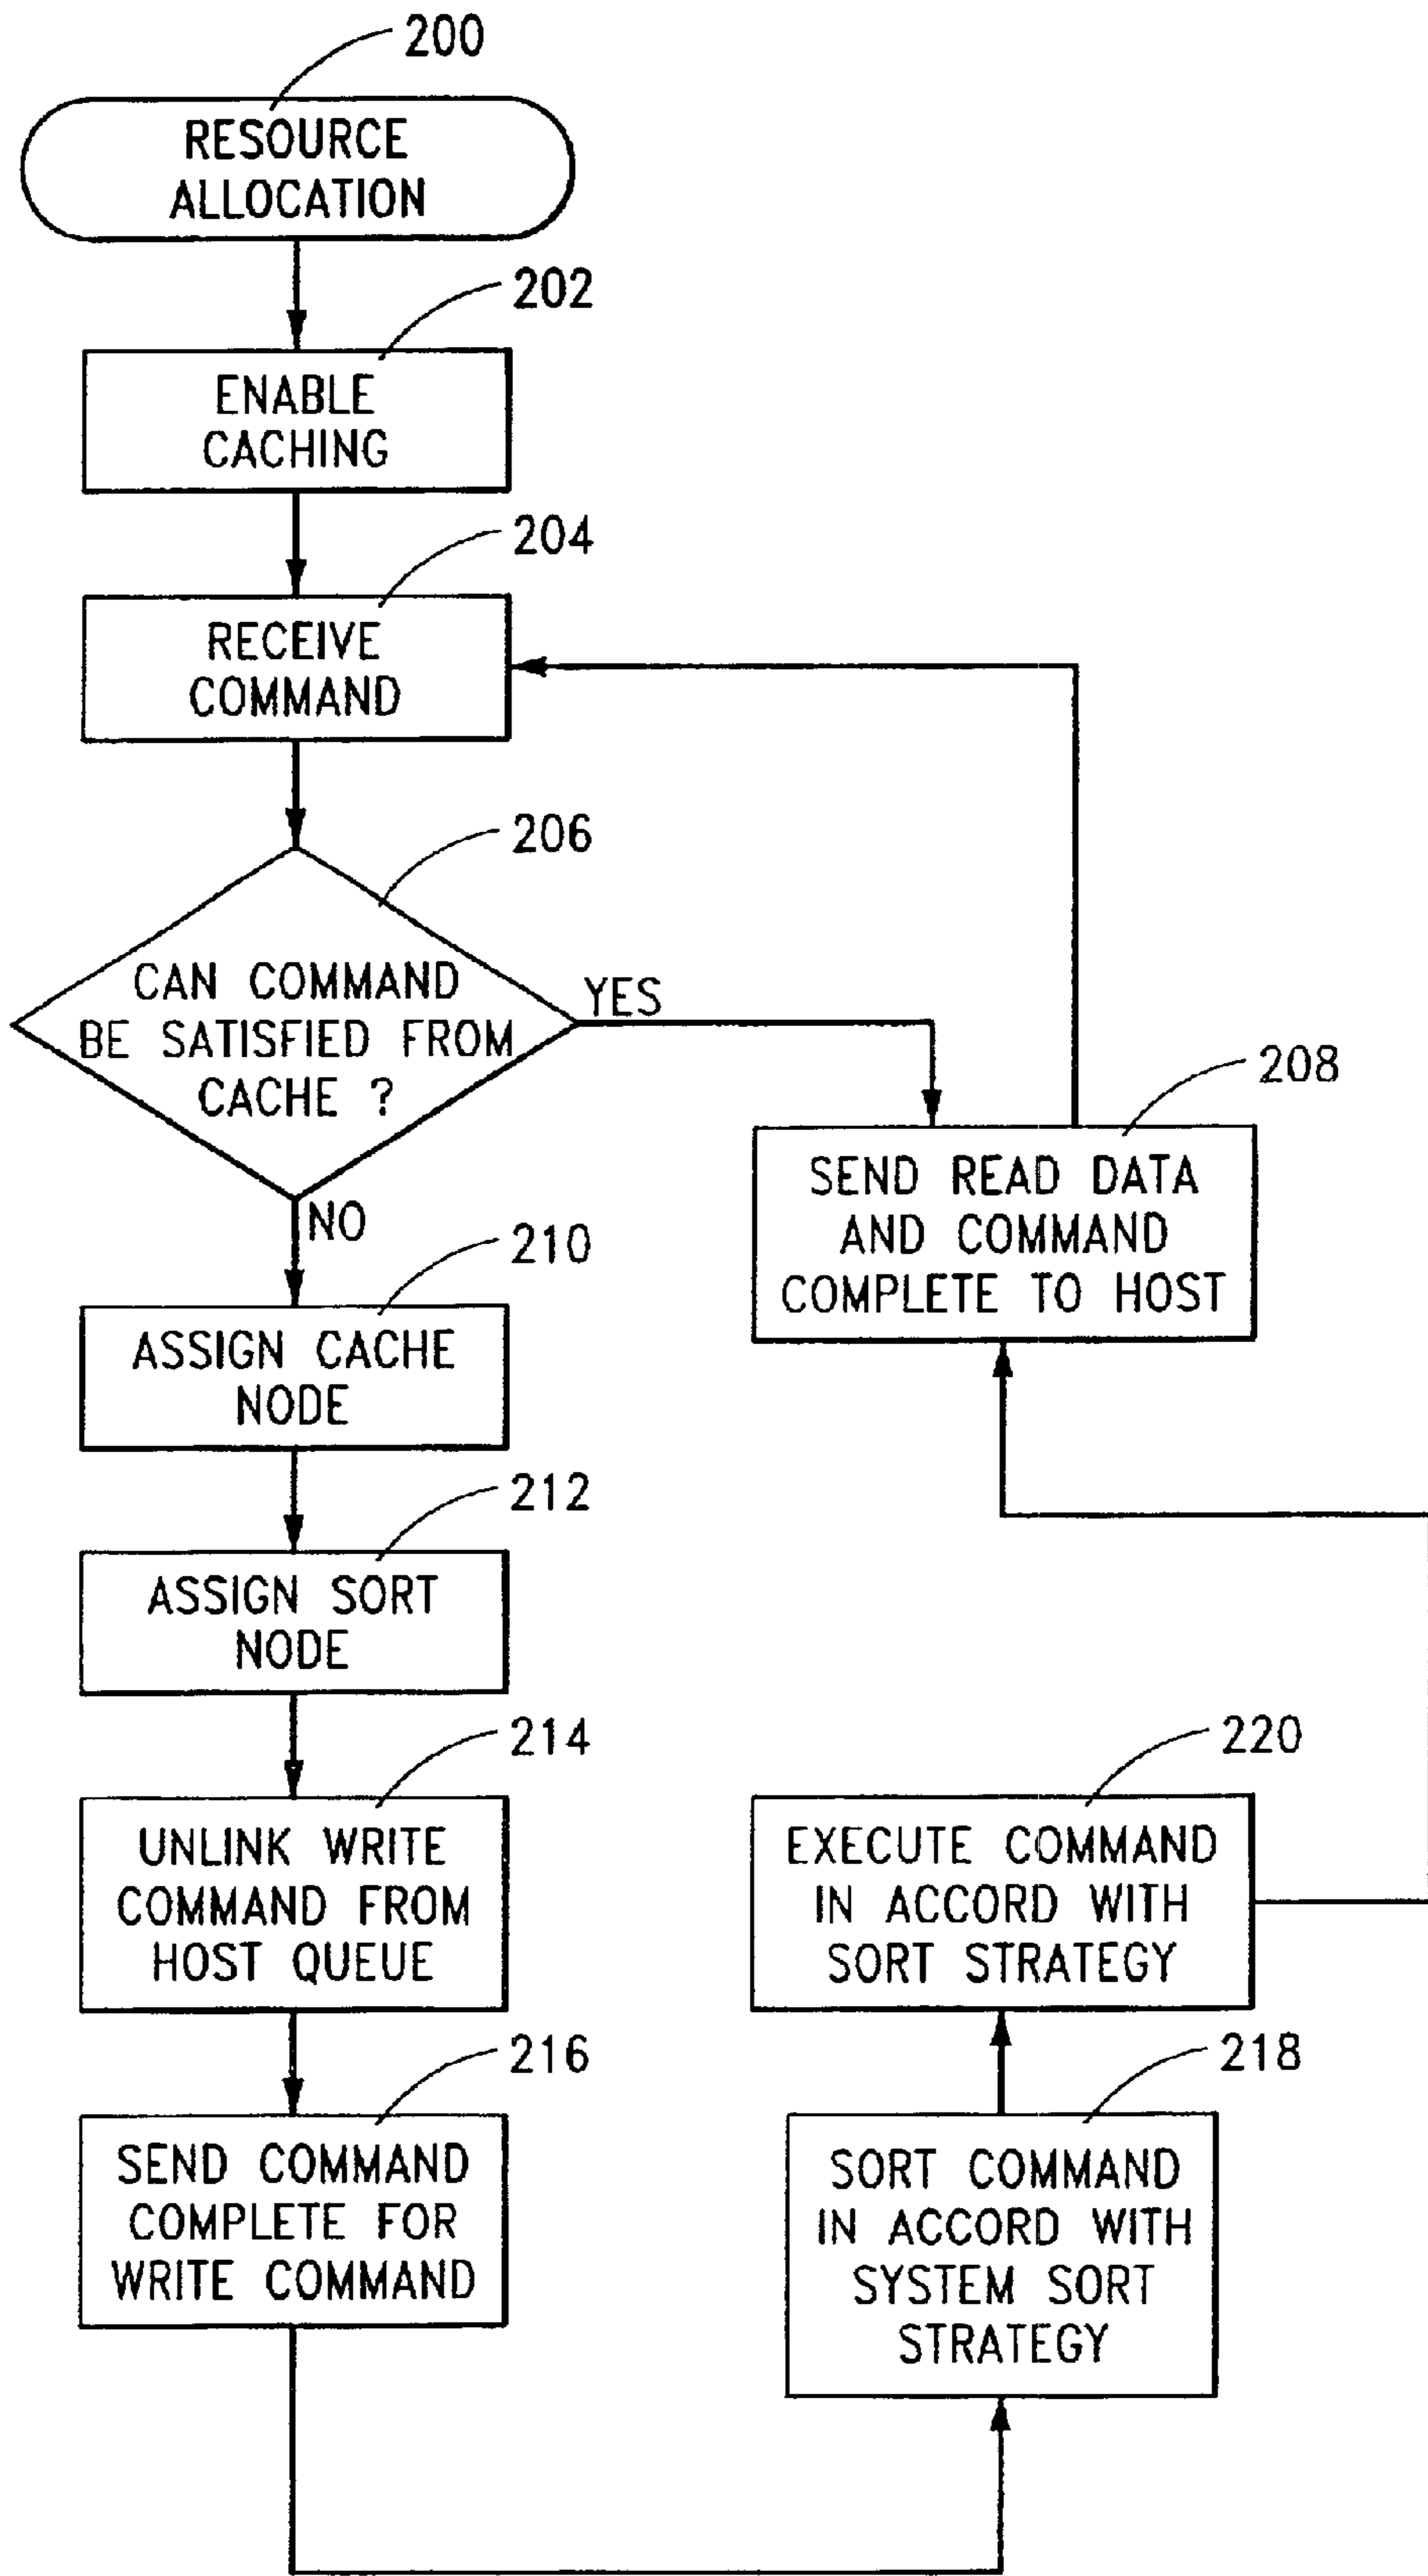 200
RESOURCE
ALLOCATION
202
ENABLE
CACHING
204
RECEIVE
COMMAND
206
CAN COMMAND
BE SATISFIED FROM
CACHE ?
YES
NO
208
SEND READ DATA
AND COMMAND
COMPLETE TO HOST
210
ASSIGN CACHE
NODE
212
ASSIGN SORT
NODE
214
UNLINK WRITE
COMMAND FROM
HOST QUEUE
216
SEND COMMAND
COMPLETE FOR
WRITE COMMAND
218
SORT COMMAND
IN ACCORD WITH
SYSTEM SORT
STRATEGY
220
EXECUTE COMMAND
IN ACCORD WITH
SORT STRATEGY